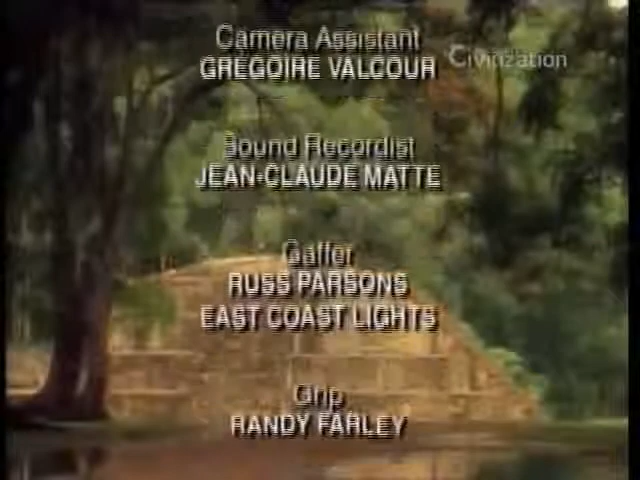 Camera Assistant
GREGOIRE VALCOUR
Civilization
Sound Recordist
JEAN-CLAUDE MATTE
Gaffer
RUSS PARSONS
EAST COAST LIGHTS
Grip
RANDY FARLEY